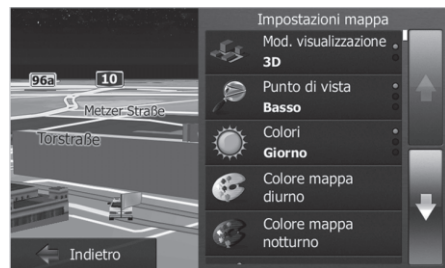 Impostazioni mappa
Mod. visualizzazione
3D
Punto di vista
Basso
Colori
Giorno
Colore mappa
diurno
Colore mappa
notturno
96a
10
Metzer Straße
Torstraße
Indietro